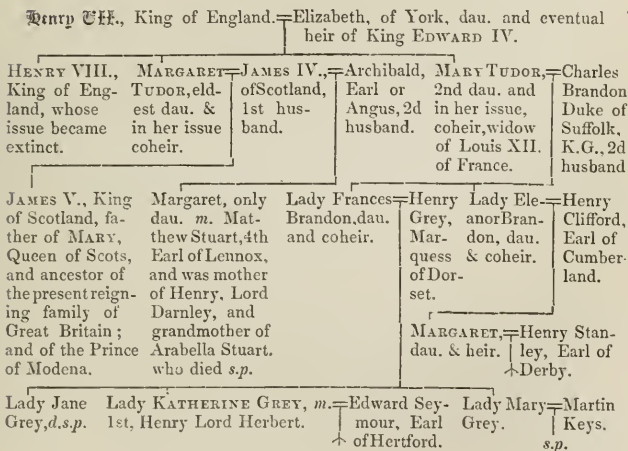 Henry VII., King of England.=Elizabeth, of York, dau. and eventual
heir of King EDWARD IV.
HENRY VIII.,
King of Eng-
land, whose
issue became
extinct.
MARGARET
TUDOR, eld-
est dau. &
in her issue
coheir.
=JAMES IV.,
of Scotland,
1st hus-
band.
=Archibald,
Earl or
Angus, 2d
husband.
MARY TUDOR,
2nd dau. and
in her issue,
coheir, widow
of Louis XII.
of France.
=Charles
Brandon
Duke of
Suffolk,
K.G., 2d
husband
JAMES V., King
of Scotland, fa-
ther of MARY,
Queen of Scots,
and ancestor of
the present reign-
ing family of
Great Britain;
and of the Prince
of Modena.
Margaret, only
dau. m. Mat-
thew Stuart, 4th
Earl of Lennox,
and was mother
of Henry, Lord
Darnley, and
grandmother of
Arabella Stuart.
who died s.p.
Lady Frances
Brandon, dau.
and coheir.
=Henry
Grey,
Mar-
quess
of Dor-
set.
Lady Ele-
anor Bran-
don, dau.
& coheir.
=Henry
Clifford,
Earl of
Cumber-
land.
MARGARET,
dau. & heir.
=Henry Stan-
ley, Earl of
Derby.
Lady Jane
Grey, d.s.p.
Lady KATHERINE GREY, m.
1st, Henry Lord Herbert.
=Edward Sey-
mour, Earl
of Hertford.
Lady Mary
Grey.
=Martin
Keys.
s.p.